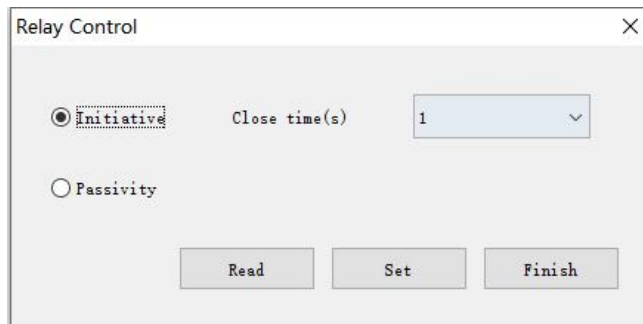 Relay Control
Initiative Close time(s) 1
Passivity
Read Set Finish